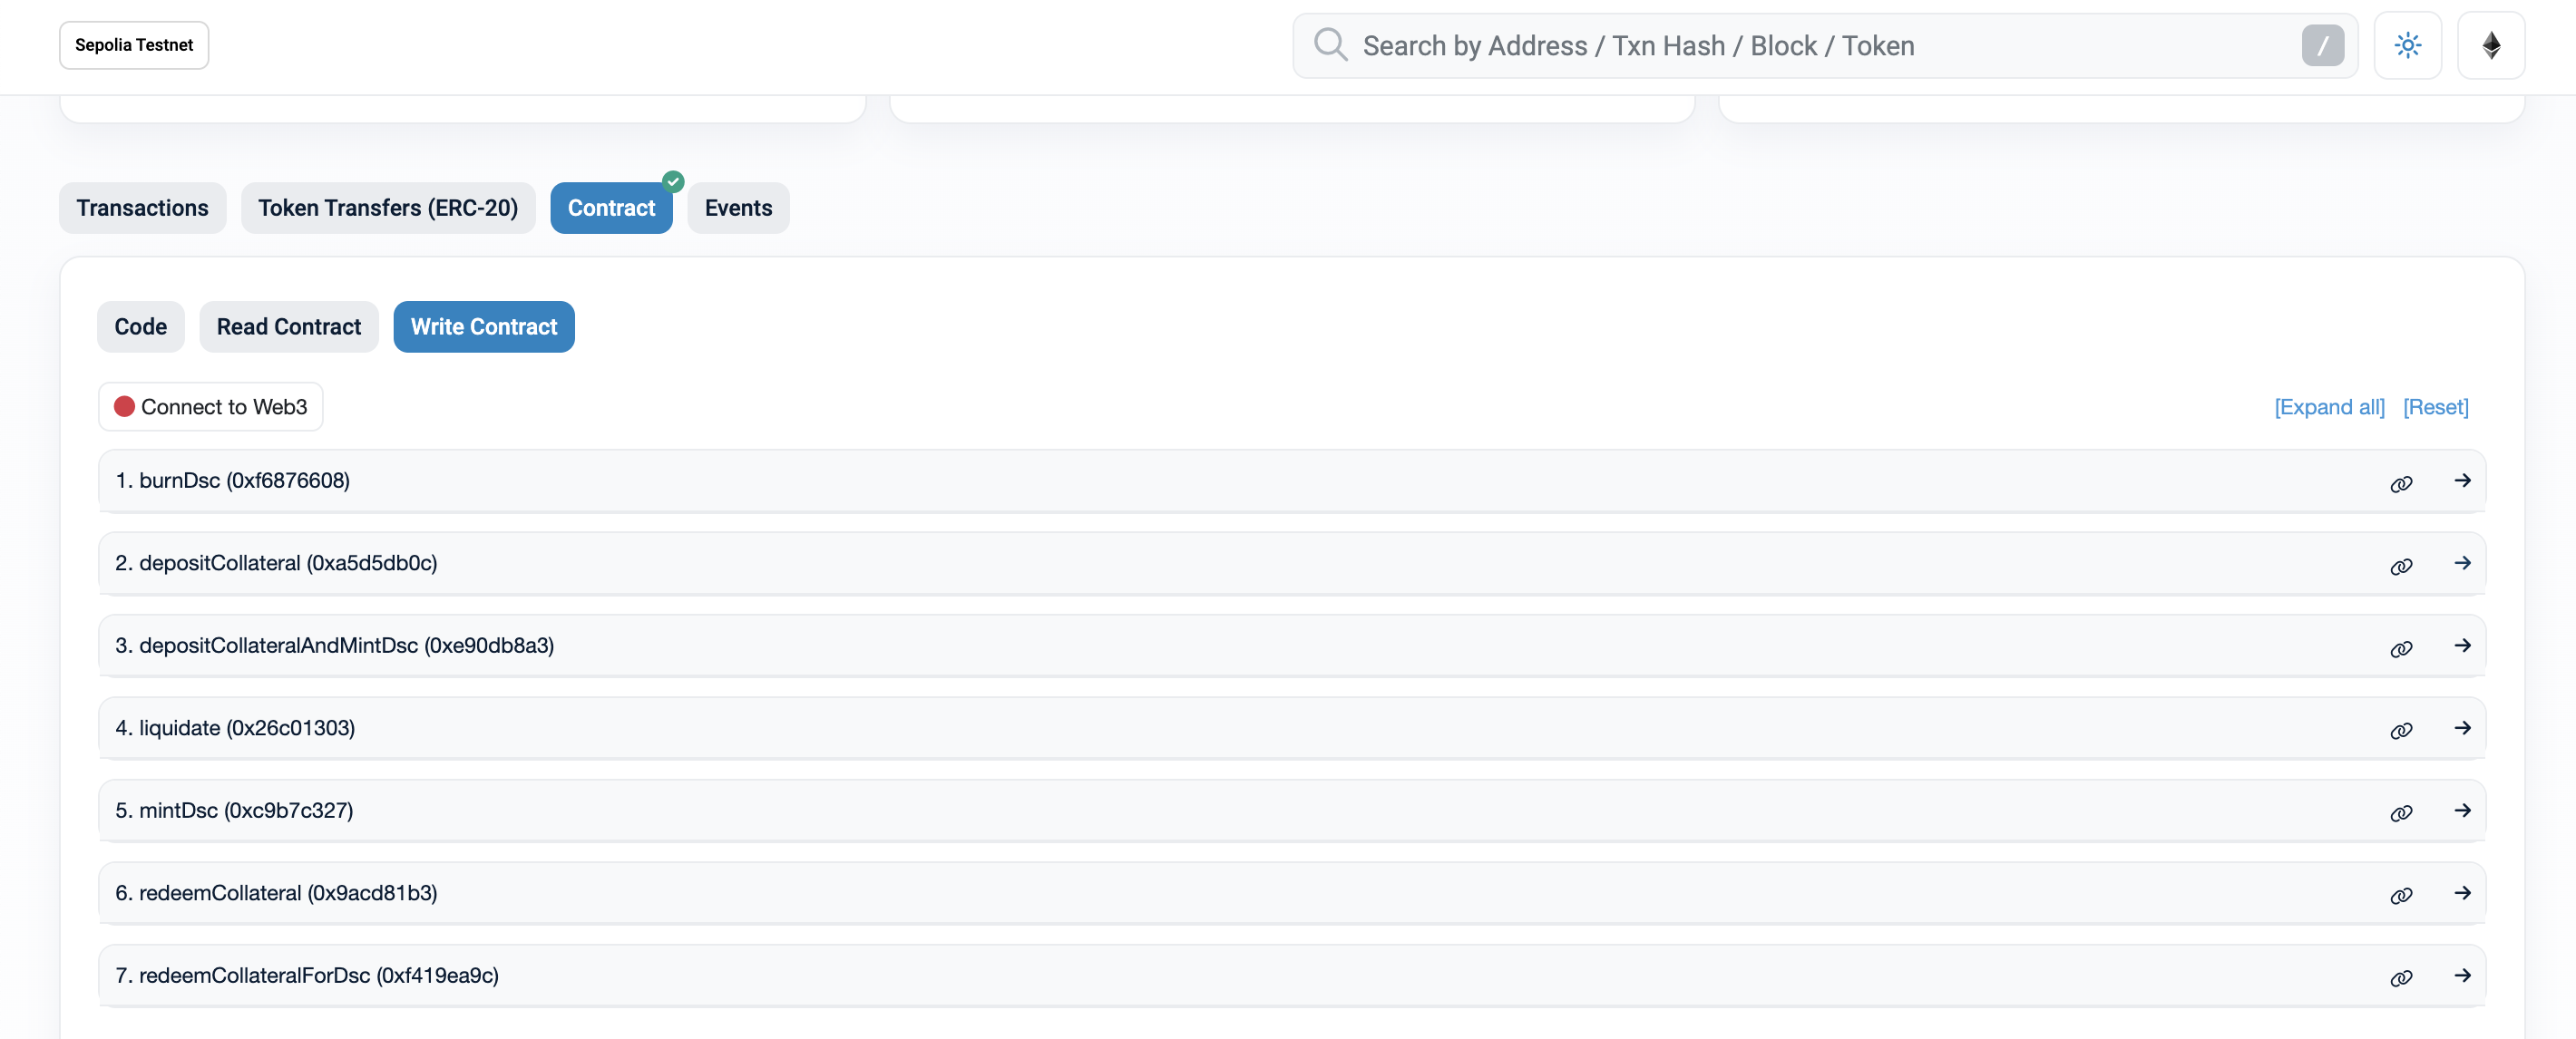 Sepolia Testnet
Search by Address / Txn Hash / Block / Token
/
Transactions
Token Transfers (ERC-20)
Contract
Events
Code
Read Contract
Write Contract
Connect to Web3
[Expand all] [Reset]
1. burnDsc (0xf6876608)
2. depositCollateral (0xa5d5db0c)
3. depositCollateralAndMintDsc (0xe90db8a3)
4. liquidate (0x26c01303)
5. mintDsc (0xc9b7c327)
6. redeemCollateral (0x9acd81b3)
7. redeemCollateralForDsc (0xf419ea9c)